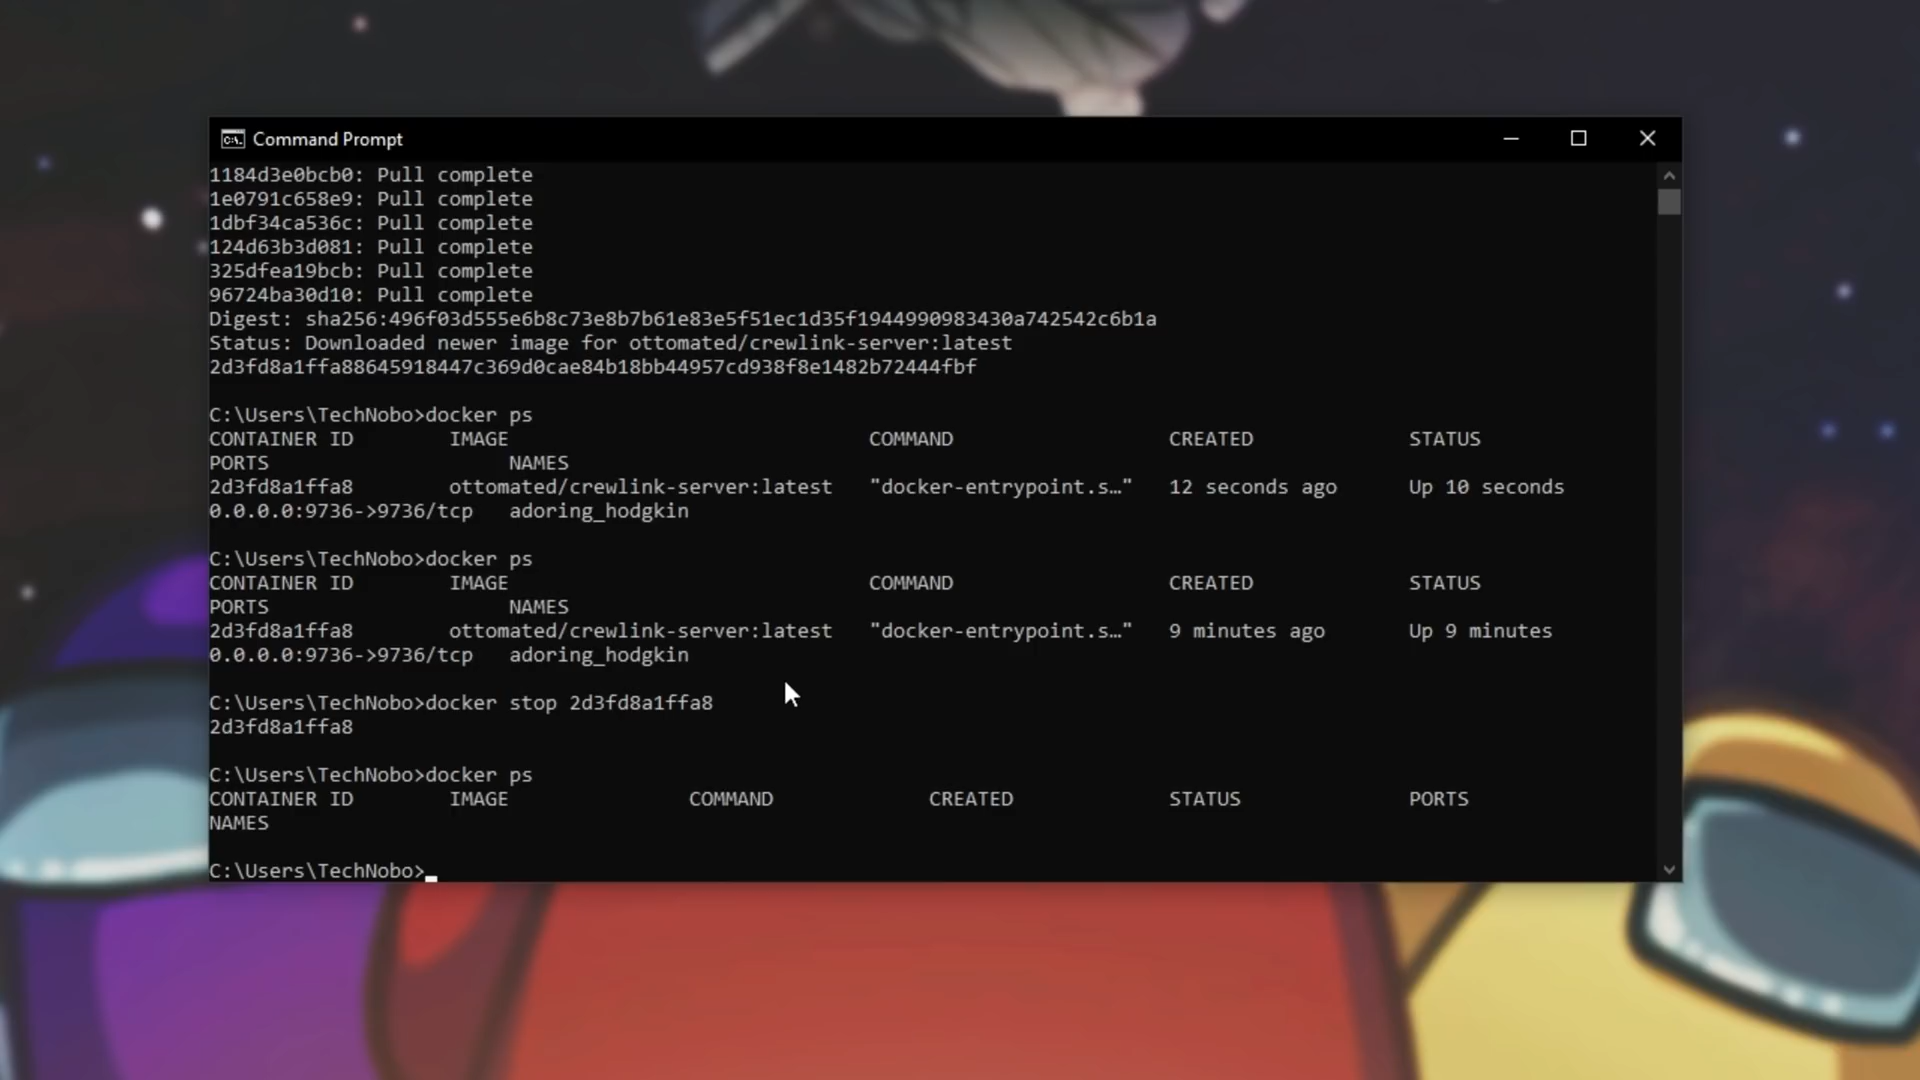 Command Prompt
1184d3e0bcb0: Pull complete
1e0791c658e9: Pull complete
1dbf34ca536c: Pull complete
124d63b3d081: Pull complete
325dfea19bcb: Pull complete
96724ba30d10: Pull complete
Digest: sha256:496f03d555e6b8c73e8b7b61e83e5f51ec1d35f1944990983430a742542c6b1a
Status: Downloaded newer image for ottomated/crewlink-server:latest
2d3fd8a1ffa88645918447c369d0cae84b18bb44957cd938f8e1482b72444fbf
C:\Users\TechNobo>docker ps
CONTAINER ID IMAGE COMMAND CREATED STATUS
PORTS NAMES
2d3fd8a1ffa8 ottomated/crewlink-server:latest "docker-entrypoint.s…" 12 seconds ago Up 10 seconds
0.0.0.0:9736->9736/tcp adoring_hodgkin
C:\Users\TechNobo>docker ps
CONTAINER ID IMAGE COMMAND CREATED STATUS
PORTS NAMES
2d3fd8a1ffa8 ottomated/crewlink-server:latest "docker-entrypoint.s…" 9 minutes ago Up 9 minutes
0.0.0.0:9736->9736/tcp adoring_hodgkin
C:\Users\TechNobo>docker stop 2d3fd8a1ffa8
2d3fd8a1ffa8
C:\Users\TechNobo>docker ps
CONTAINER ID IMAGE COMMAND CREATED STATUS PORTS
NAMES
C:\Users\TechNobo>